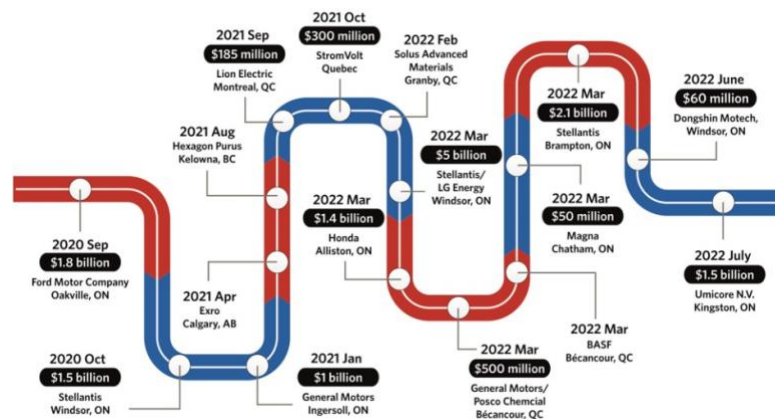 2020 Sep
$1.8 billion
Ford Motor Company
Oakville, ON
2020 Oct
$1.5 billion
Stellantis
Windsor, ON
2021 Jan
$1 billion
General Motors
Ingersoll, ON
2021 Apr
Exro
Calgary, AB
2021 Aug
Hexagon Purus
Kelowna, BC
2021 Sep
$185 million
Lion Electric
Montreal, QC
2021 Oct
$300 million
StromVolt
Quebec
2022 Feb
Solus Advanced
Materials
Granby, QC
2022 Mar
$5 billion
Stellantis/
LG Energy
Windsor, ON
2022 Mar
$1.4 billion
Honda
Alliston, ON
2022 Mar
$500 million
General Motors/
Posco Chemcial
Bécancour, QC
2022 Mar
BASF
Bécancour, QC
2022 Mar
$50 million
Magna
Chatham, ON
2022 Mar
$2.1 billion
Stellantis
Brampton, ON
2022 June
$60 million
Dongshin Motech,
Windsor, ON
2022 July
$1.5 billion
Umicore N.V.
Kingston, ON